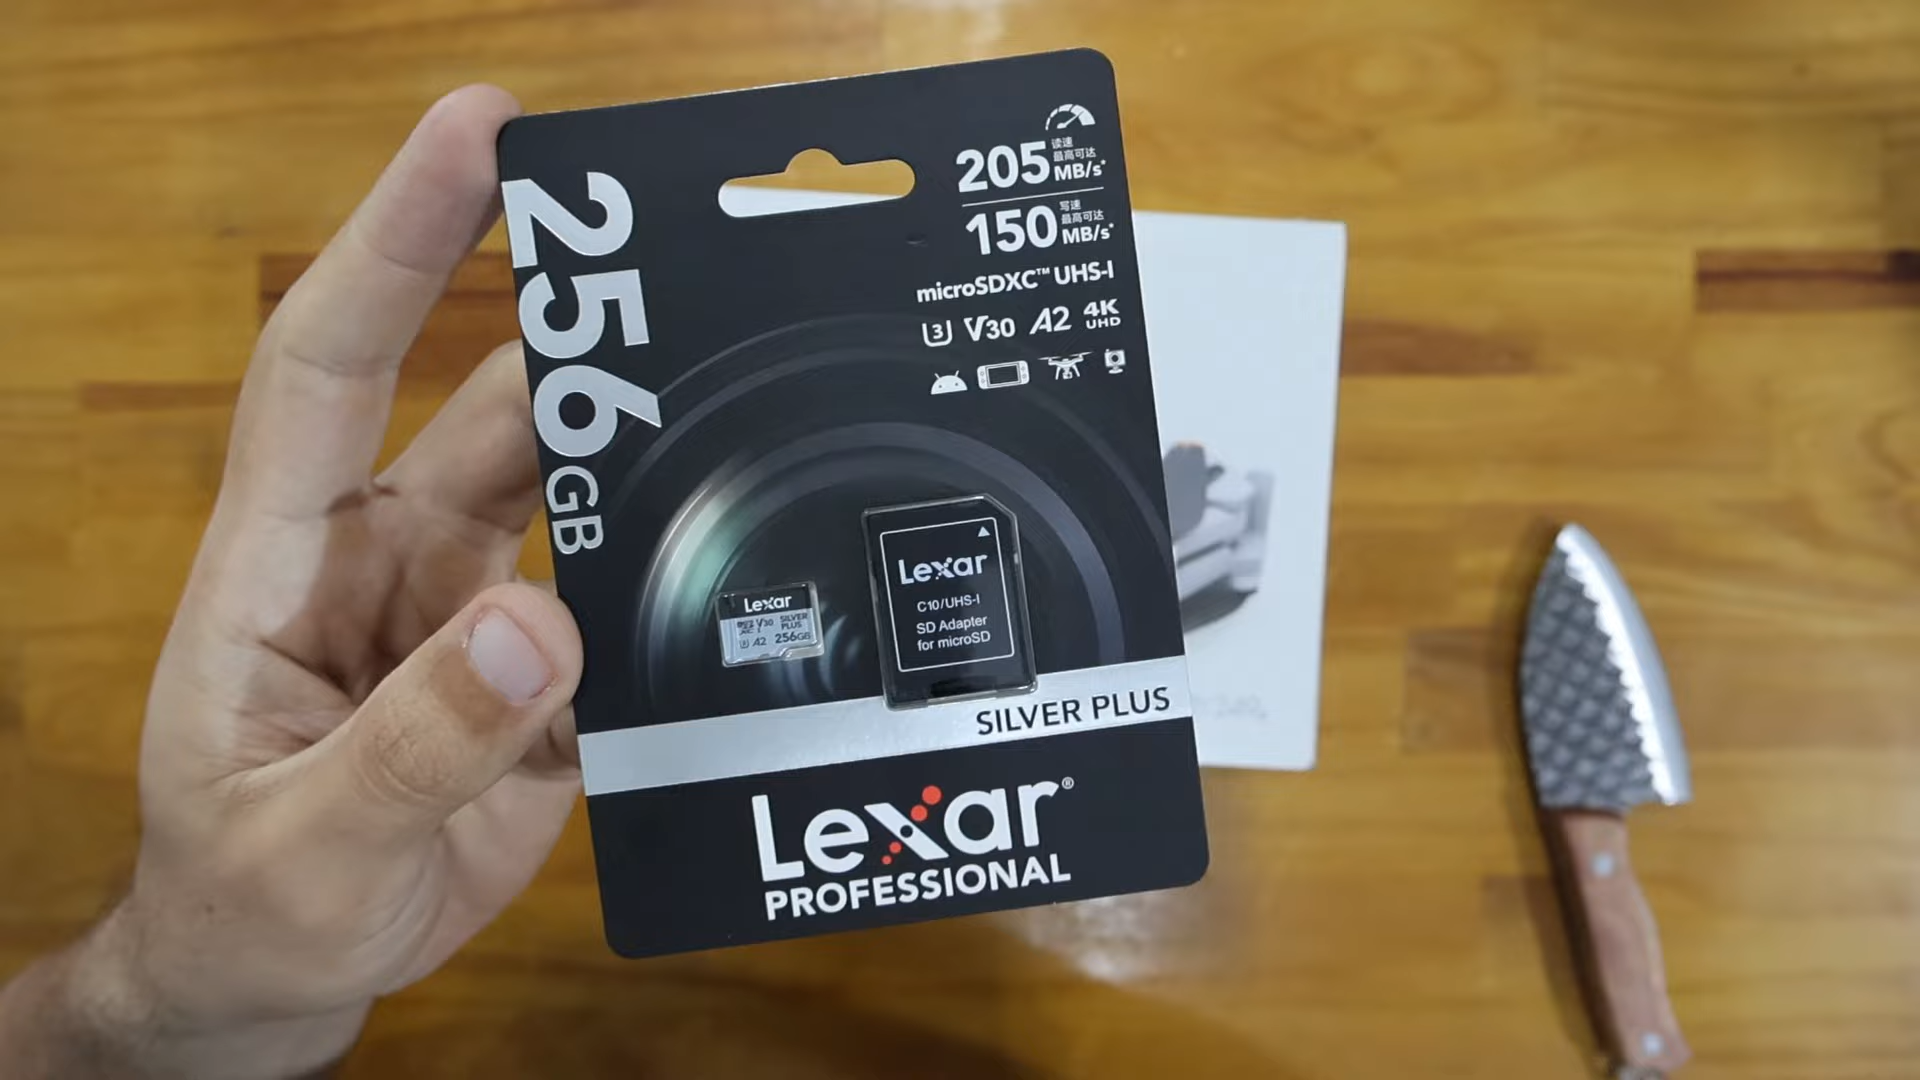 256GB
205 读速 最高可达 MB/s*
150 写速 最高可达 MB/s*
microSDXC™ UHS-I
3 V30 A2 4K UHD
Lexar
V30 SILVER PLUS
3 A2 256GB
Lexar
C10/UHS-I
SD Adapter
for microSD
SILVER PLUS
Lexar®
PROFESSIONAL